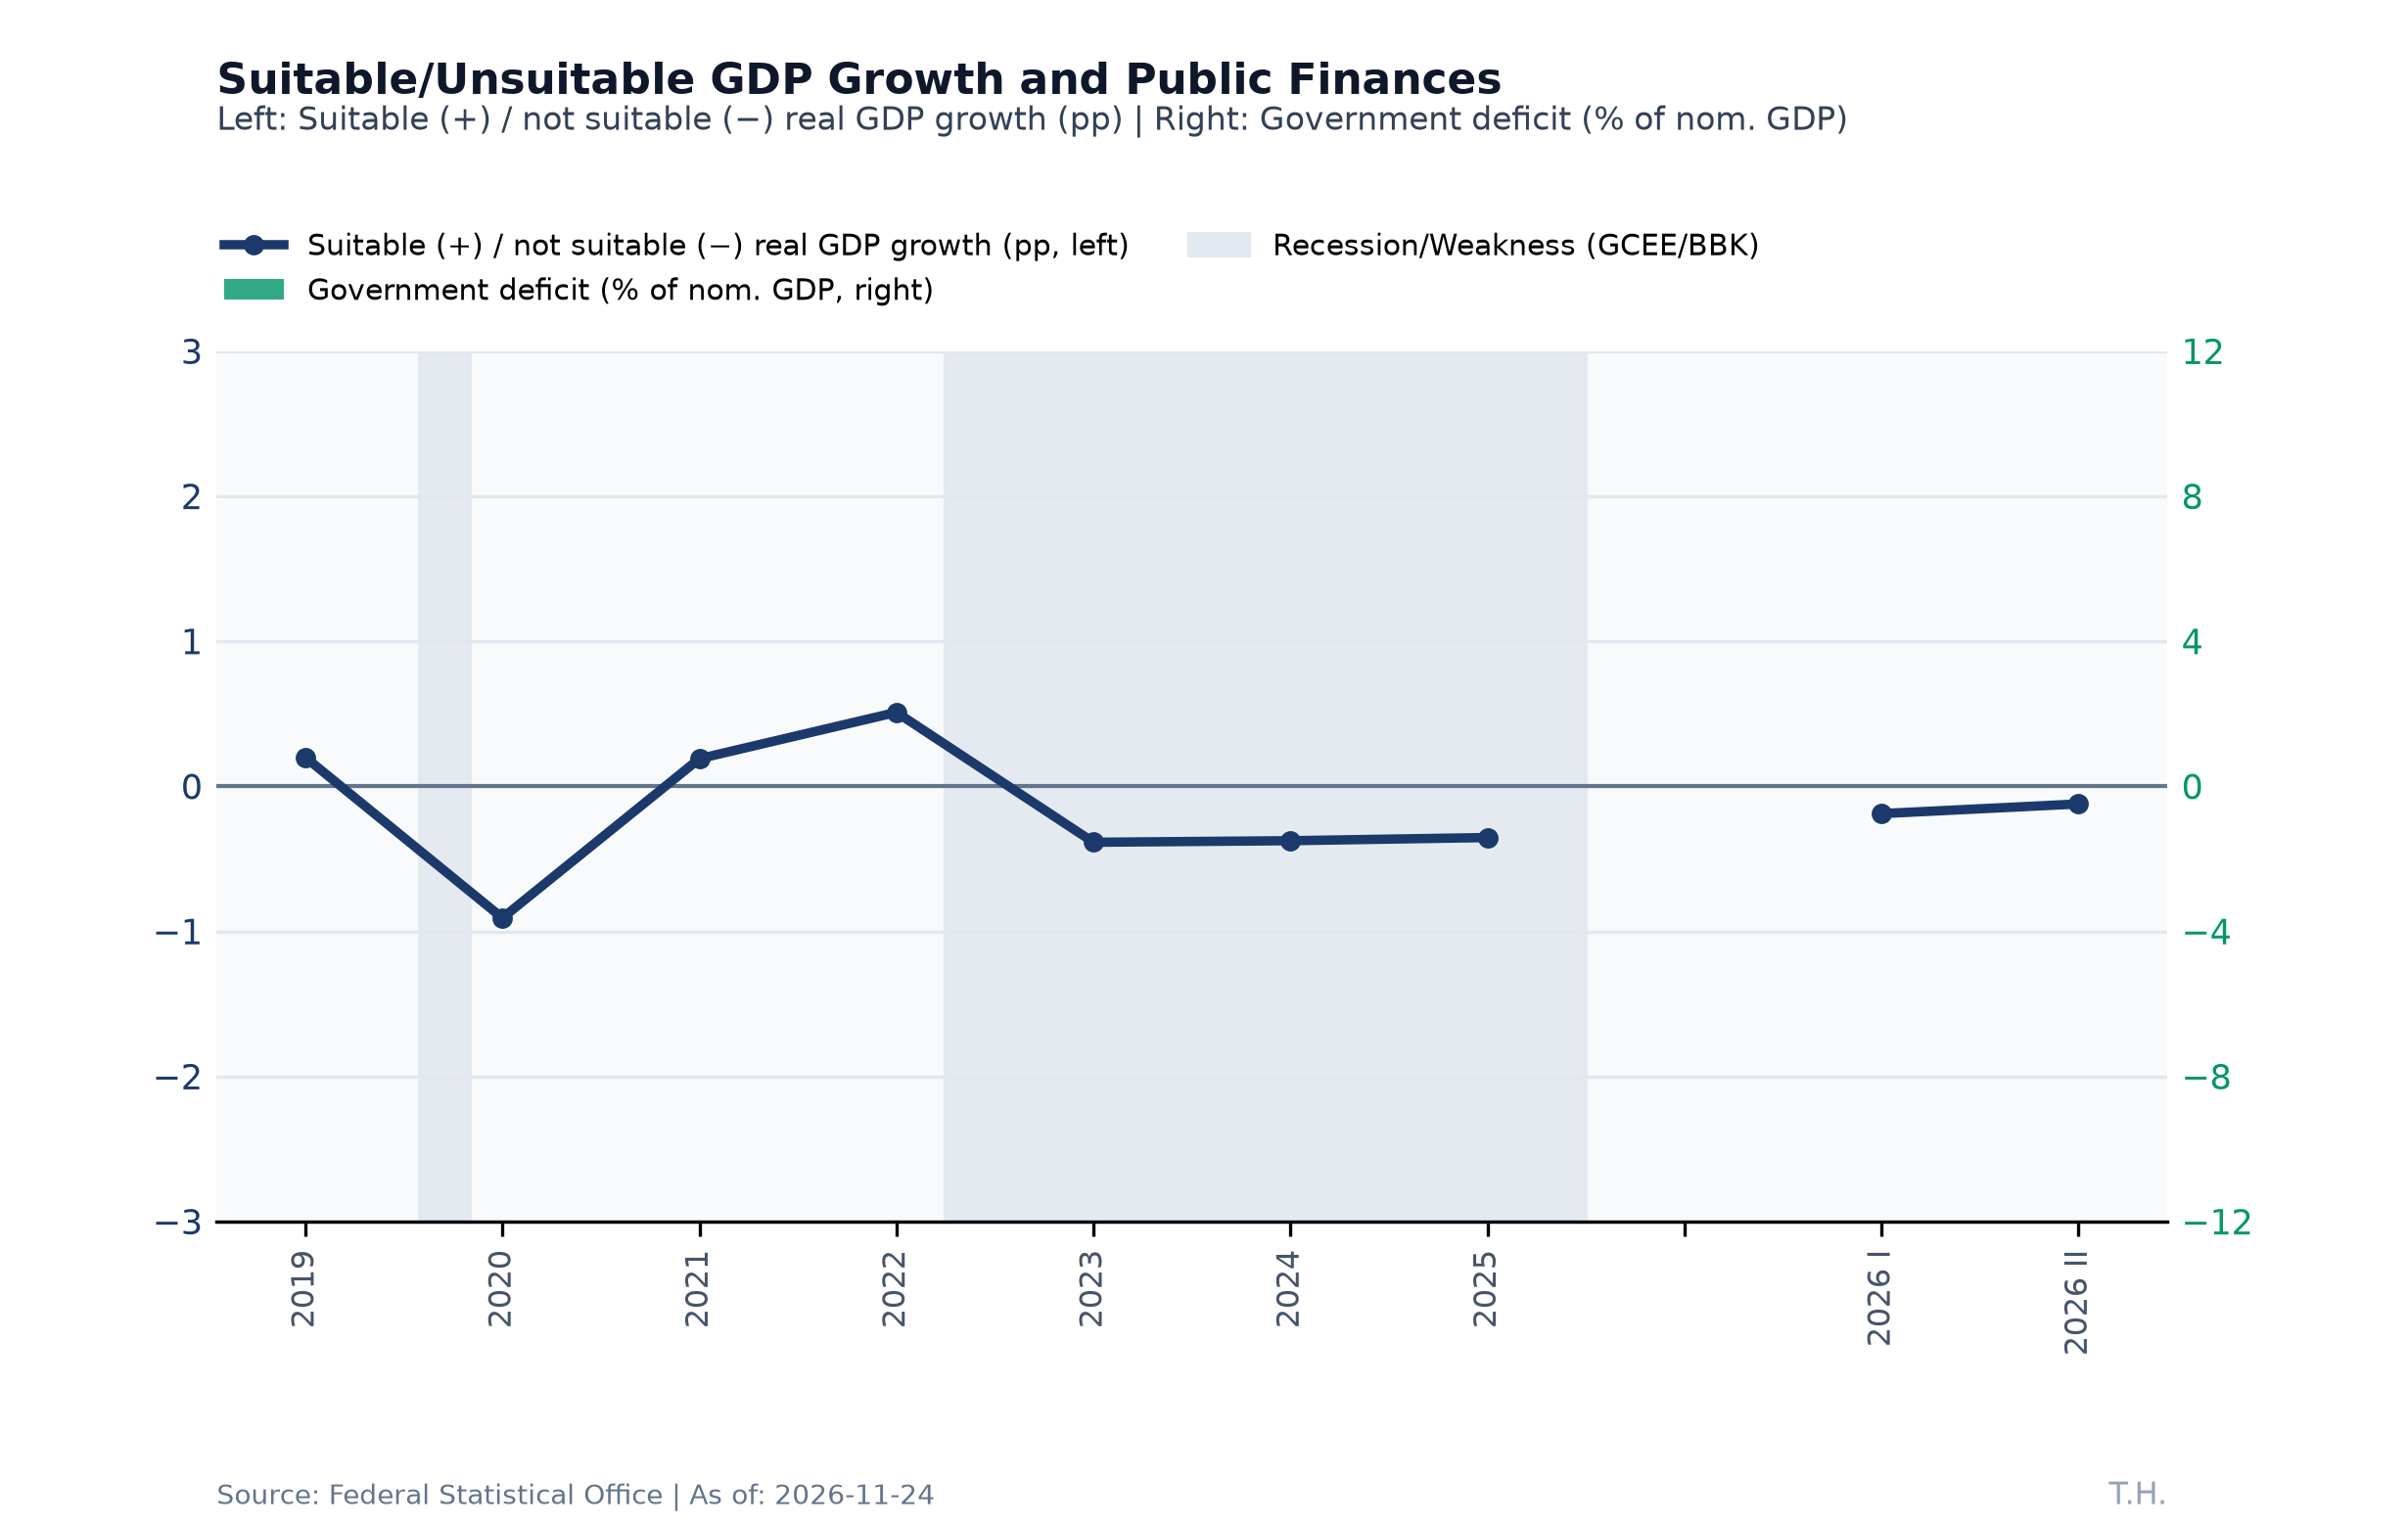 Suitable/Unsuitable GDP Growth and Public Finances
Left: Suitable (+) / not suitable (−) real GDP growth (pp) | Right: Government deficit (% of nom. GDP)
Suitable (+) / not suitable (−) real GDP growth (pp, left)
Government deficit (% of nom. GDP, right)
Recession/Weakness (GCEE/BBK)
3
2
1
0
−1
−2
−3
12
8
4
0
−4
−8
−12
2019
2020
2021
2022
2023
2024
2025
2026 I
2026 II
Source: Federal Statistical Office | As of: 2026-11-24
T.H.